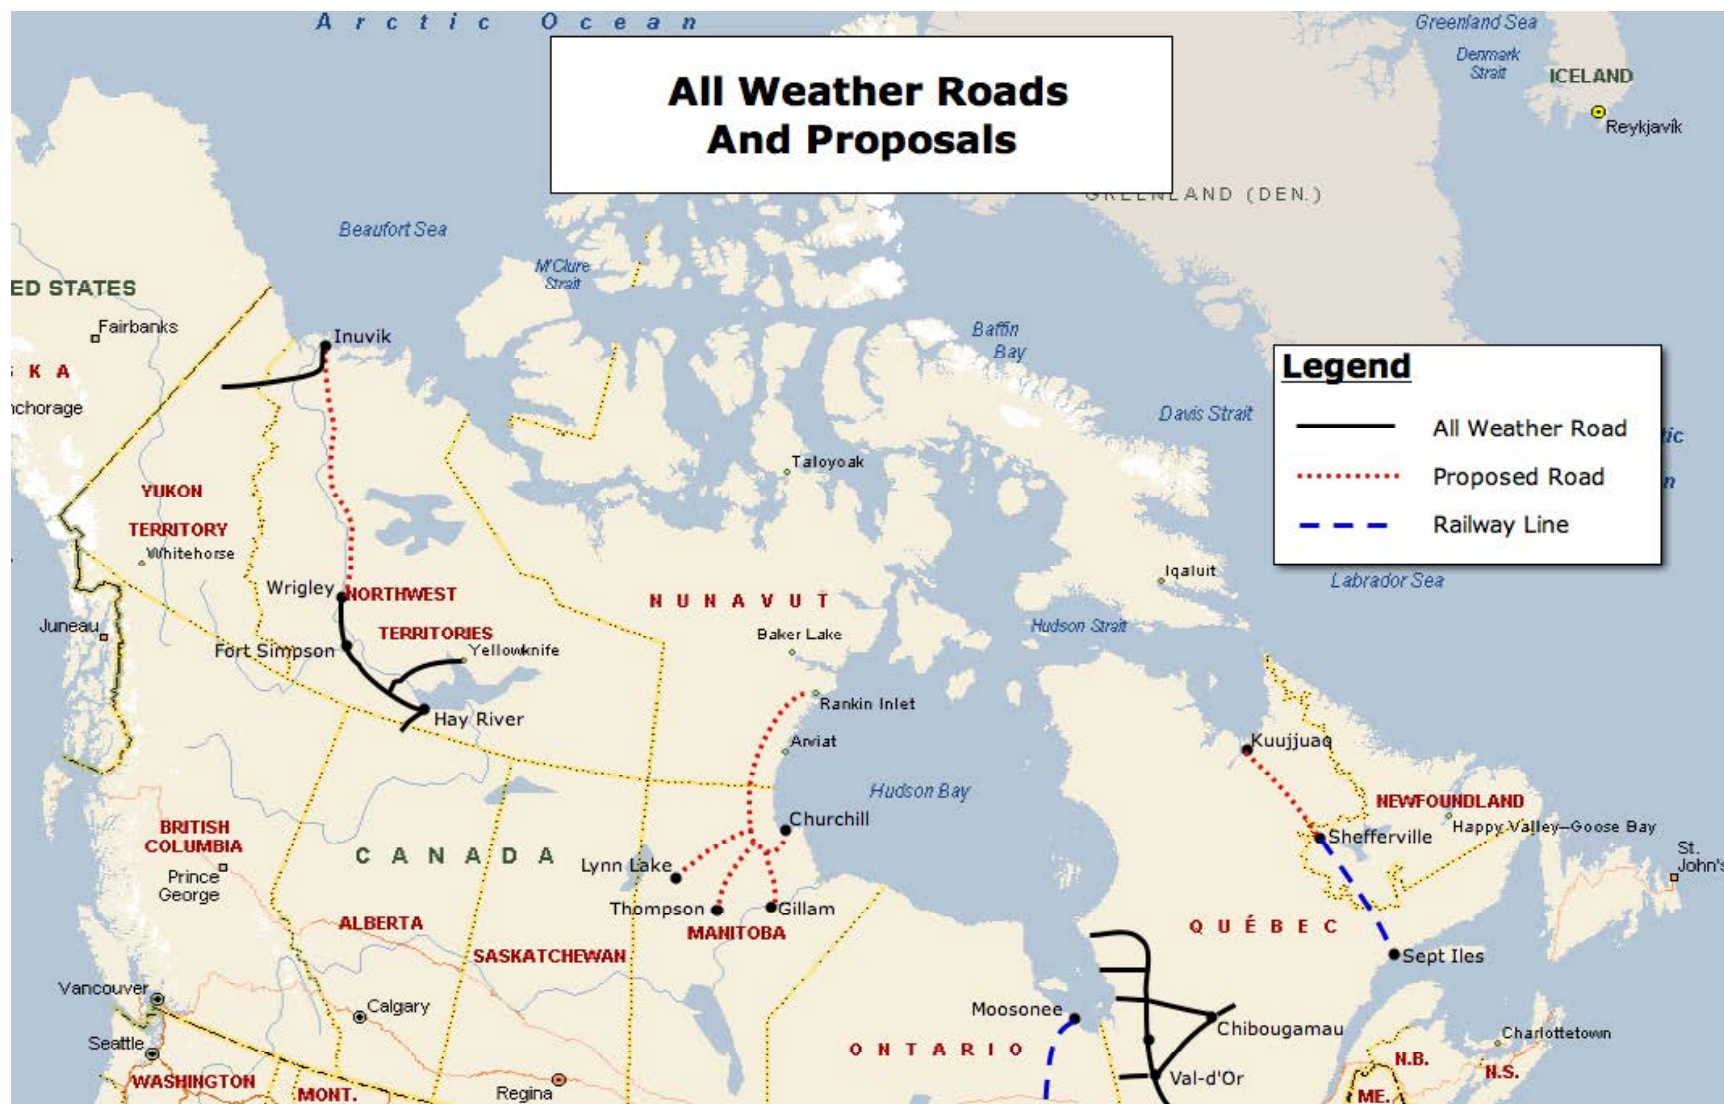 Arctic Ocean
Greenland Sea
Denmark
Strait
ICELAND
Reykjavík
All Weather Roads
And Proposals
GREENLAND (DEN.)
Beaufort Sea
M'Clure
Strait
ED STATES
Fairbanks
Inuvik
Baffin
Bay
KA
nchorage
Legend
All Weather Road
Proposed Road
Railway Line
tic
n
Davis Strait
Taloyoak
YUKON
TERRITORY
Whitehorse
Iqaluit
Labrador Sea
Wrigley
NORTHWEST
TERRITORIES
NUNAVUT
Juneau
Fort Simpson
Yellowknife
Baker Lake
Hudson Strait
Hay River
Rankin Inlet
Arviat
Kuujjuaq
Hudson Bay
NEWFOUNDLAND
Churchill
Happy Valley–Goose Bay
BRITISH
COLUMBIA
CANADA
Shefferville
St.
John's
Lynn Lake
Prince
George
Thompson
Gillam
ALBERTA
MANITOBA
QUÉBEC
SASKATCHEWAN
Sept Iles
Vancouver
Calgary
Moosonee
Chibougamau
Charlottetown
Seattle
ONTARIO
N.B.
N.S.
WASHINGTON
MONT.
Regina
Val-d'Or
ME.